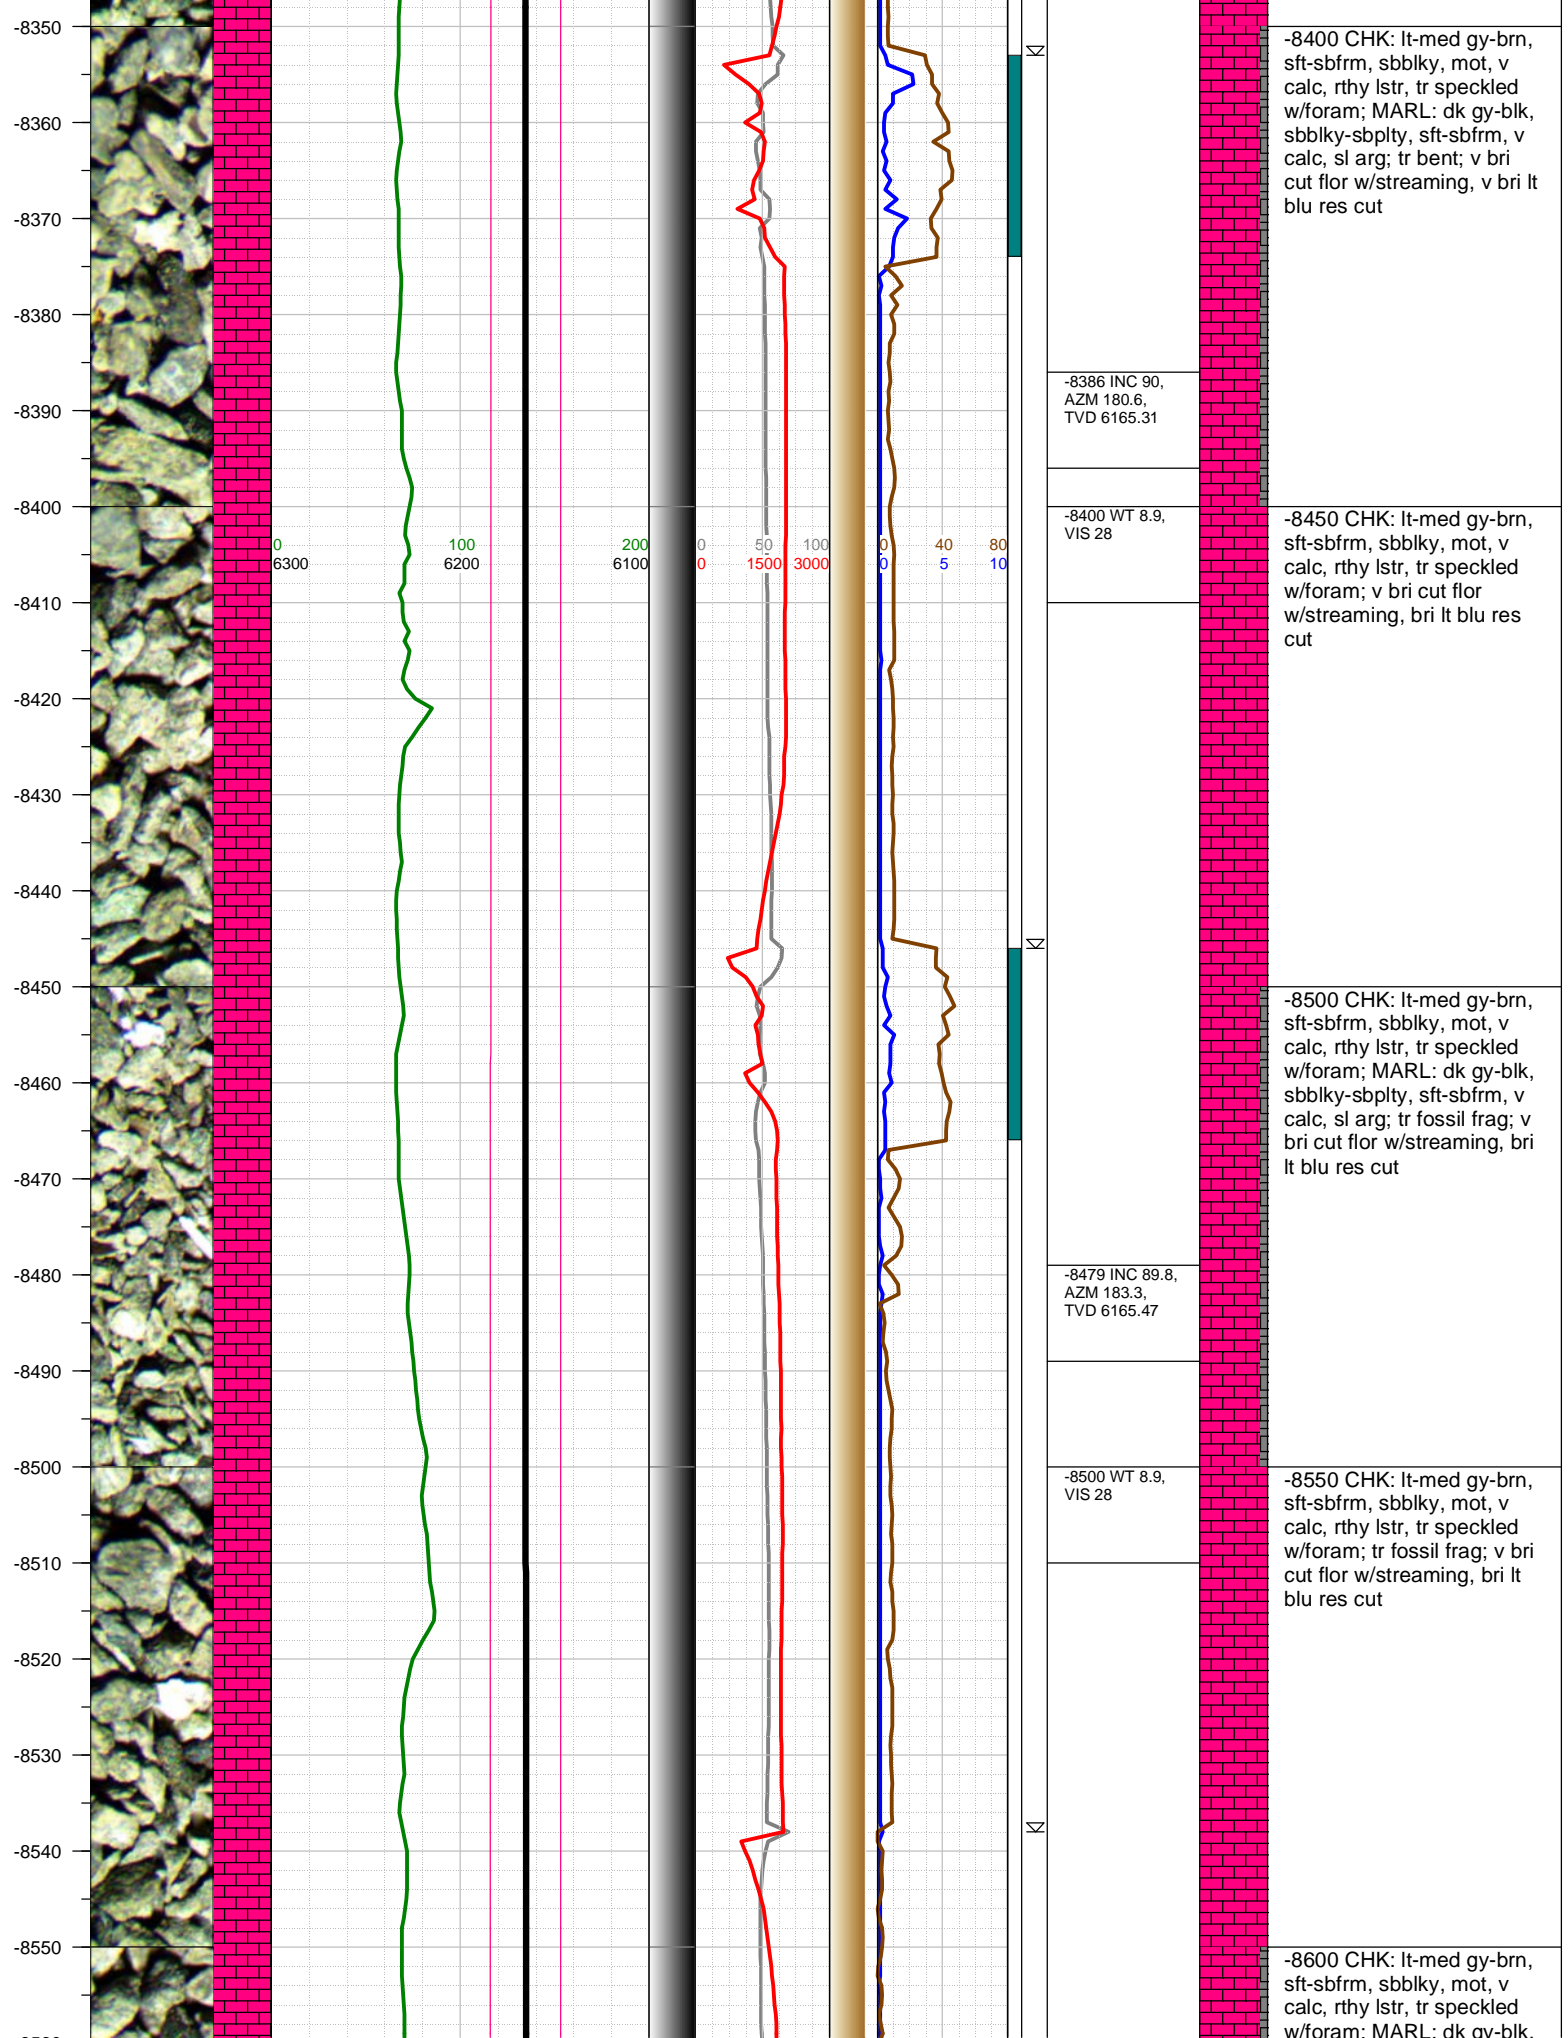 -8350
-8360
-8370
-8380
-8390
-8400
-8410
-8420
-8430
-8440
-8450
-8460
-8470
-8480
-8490
-8500
-8510
-8520
-8530
-8540
-8550
0 100 200
6300 6200 6100
0 50 100
0 1500 3000
0 40 80
0 5 10
-8386 INC 90,
AZM 180.6,
TVD 6165.31
-8400 WT 8.9,
VIS 28
-8479 INC 89.8,
AZM 183.3,
TVD 6165.47
-8500 WT 8.9,
VIS 28
-8400 CHK: lt-med gy-brn,
sft-sbfrm, sbblky, mot, v
calc, rthy lstr, tr speckled
w/foram; MARL: dk gy-blk,
sbblky-sbplty, sft-sbfrm, v
calc, sl arg; tr bent; v bri
cut flor w/streaming, v bri lt
blu res cut
-8450 CHK: lt-med gy-brn,
sft-sbfrm, sbblky, mot, v
calc, rthy lstr, tr speckled
w/foram; v bri cut flor
w/streaming, bri lt blu res
cut
-8500 CHK: lt-med gy-brn,
sft-sbfrm, sbblky, mot, v
calc, rthy lstr, tr speckled
w/foram; MARL: dk gy-blk,
sbblky-sbplty, sft-sbfrm, v
calc, sl arg; tr fossil frag; v
bri cut flor w/streaming, bri
lt blu res cut
-8550 CHK: lt-med gy-brn,
sft-sbfrm, sbblky, mot, v
calc, rthy lstr, tr speckled
w/foram; tr fossil frag; v bri
cut flor w/streaming, bri lt
blu res cut
-8600 CHK: lt-med gy-brn,
sft-sbfrm, sbblky, mot, v
calc, rthy lstr, tr speckled
w/foram; MARL: dk gy-blk,